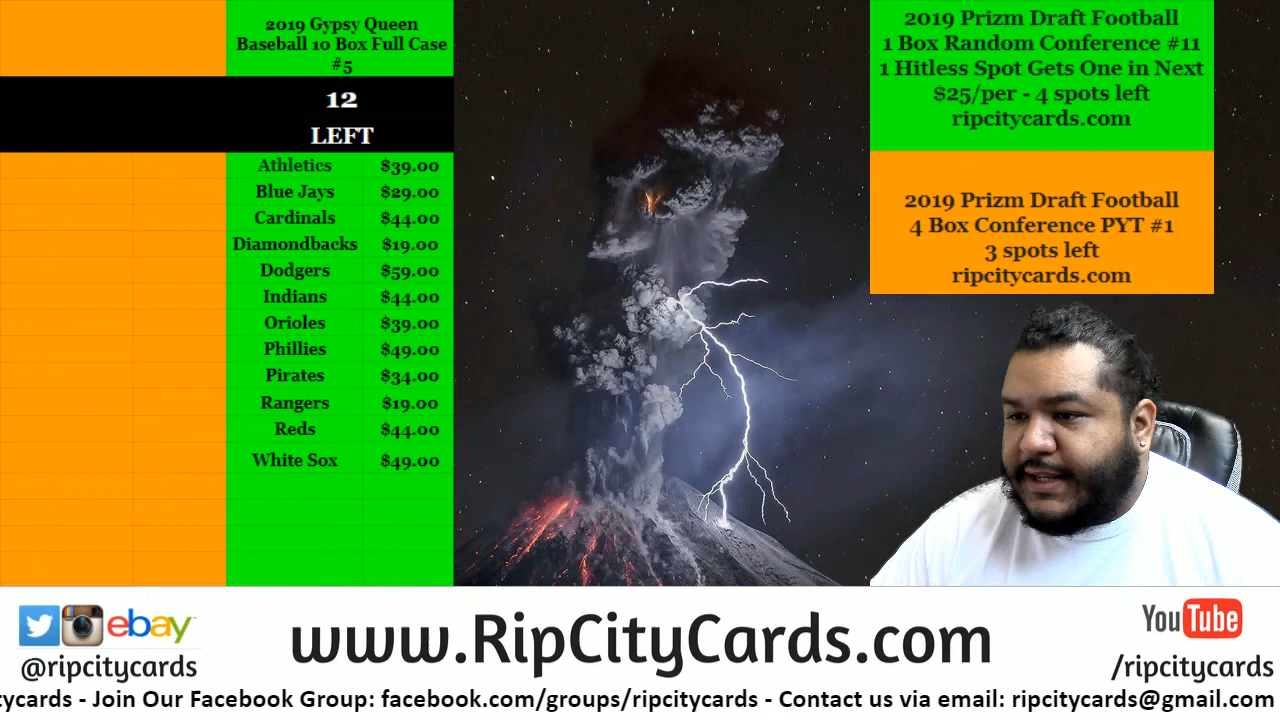 2019 Gypsy Queen
Baseball 10 Box Full Case
#5
12
LEFT
Athletics $39.00
Blue Jays $29.00
Cardinals $44.00
Diamondbacks $19.00
Dodgers $59.00
Indians $44.00
Orioles $39.00
Phillies $49.00
Pirates $34.00
Rangers $19.00
Reds $44.00
White Sox $49.00
2019 Prizm Draft Football
1 Box Random Conference #11
1 Hitless Spot Gets One in Next
$25/per - 4 spots left
ripcitycards.com
2019 Prizm Draft Football
4 Box Conference PYT #1
3 spots left
ripcitycards.com
ebay
@ripcitycards
www.RipCityCards.com
YouTube
/ripcitycards
itycards - Join Our Facebook Group: facebook.com/groups/ripcitycards - Contact us via email: ripcitycards@gmail.com